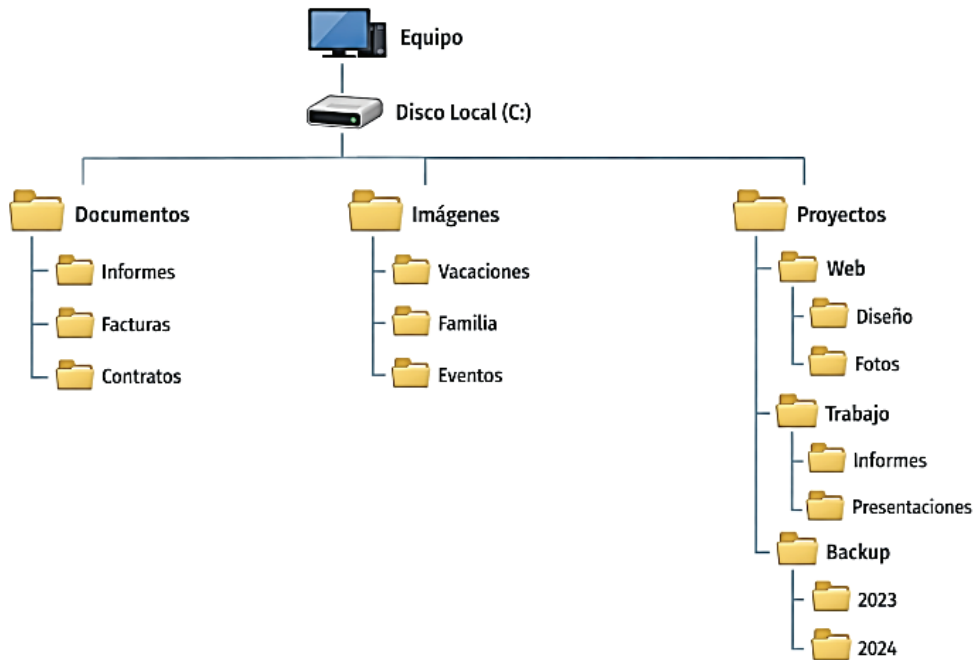 Equipo
Disco Local (C:)
Documentos
Informes
Facturas
Contratos
Imágenes
Vacaciones
Familia
Eventos
Proyectos
Web
Diseño
Fotos
Trabajo
Informes
Presentaciones
Backup
2023
2024